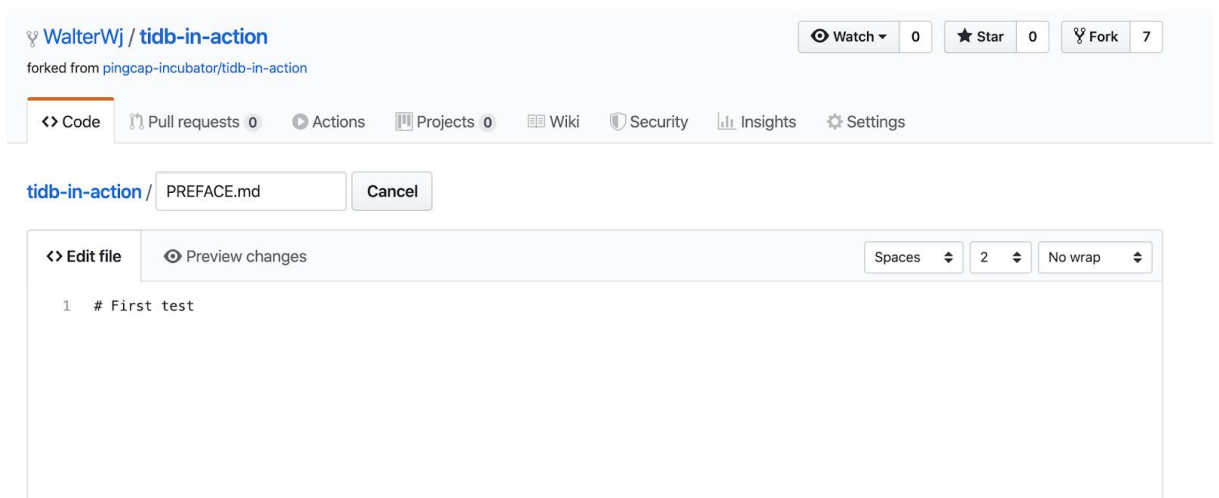 WalterWj / tidb-in-action
Watch 0 Star 0 Fork 7
forked from pingcap-incubator/tidb-in-action
<> Code Pull requests 0 Actions Projects 0 Wiki Security Insights Settings
tidb-in-action / PREFACE.md Cancel
<> Edit file Preview changes Spaces 2 No wrap
1 # First test